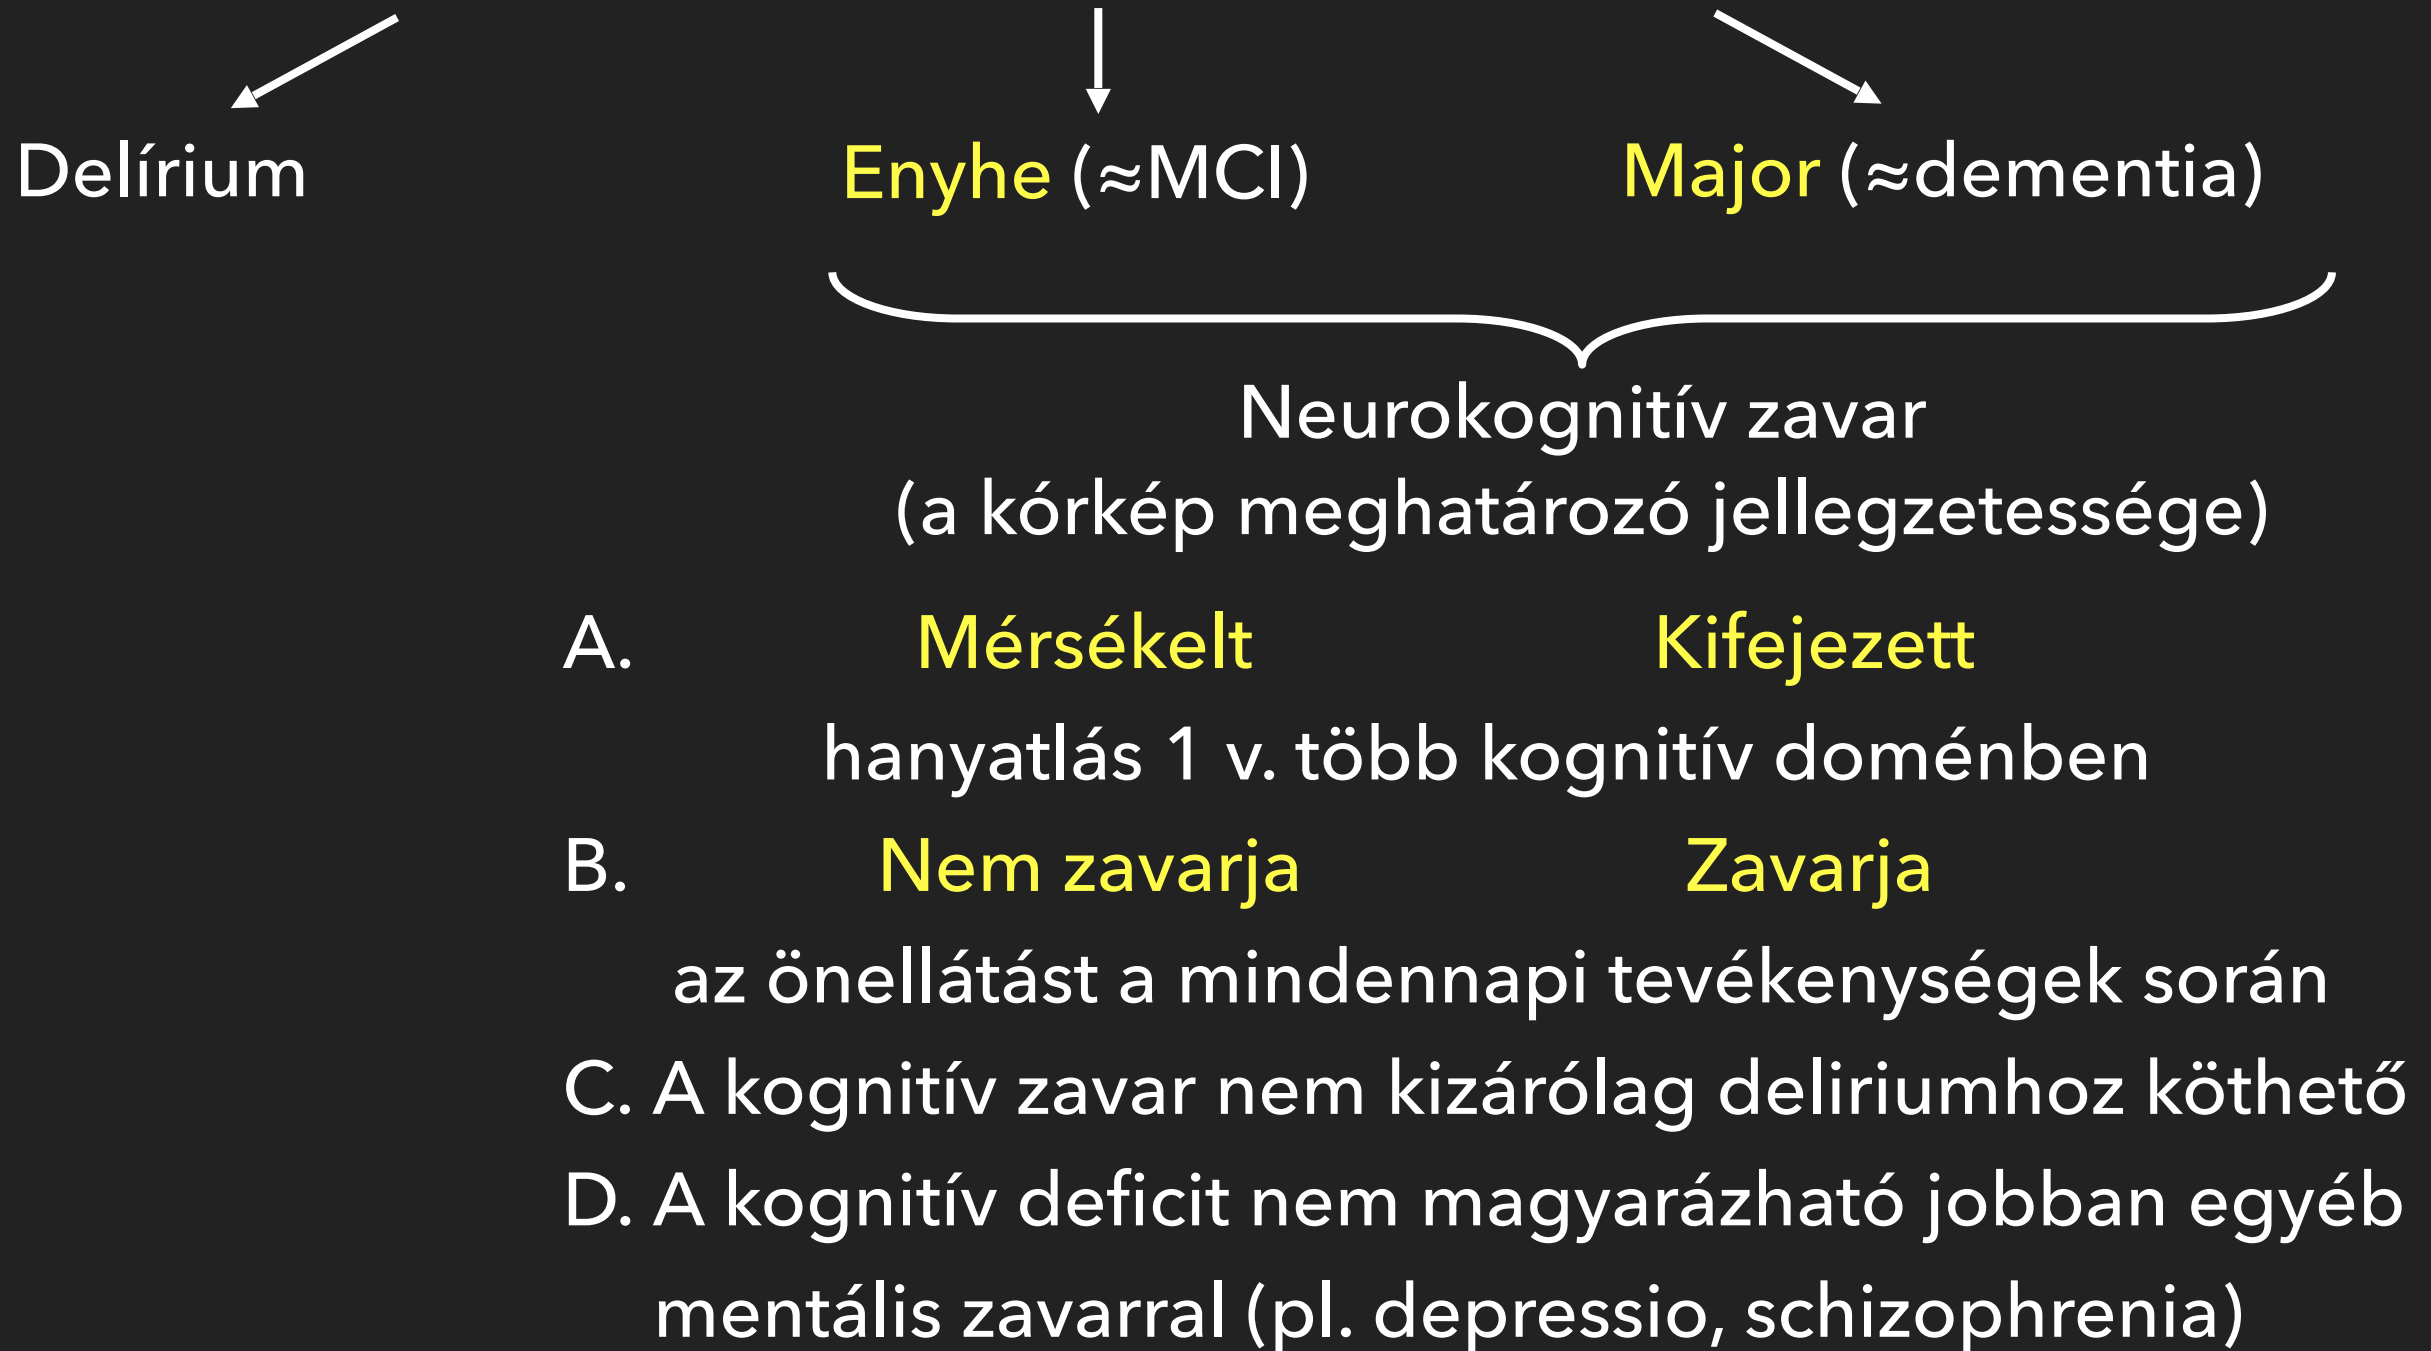 Delírium Enyhe (≈MCI) Major (≈dementia)
Neurokognitív zavar
(a kórkép meghatározó jellegzetessége)
A. Mérsékelt Kifejezett
hanyatlás 1 v. több kognitív doménben
B. Nem zavarja Zavarja
az önellátást a mindennapi tevékenységek során
C. A kognitív zavar nem kizárólag deliriumhoz köthető
D. A kognitív deficit nem magyarázható jobban egyéb
mentális zavarral (pl. depressio, schizophrenia)